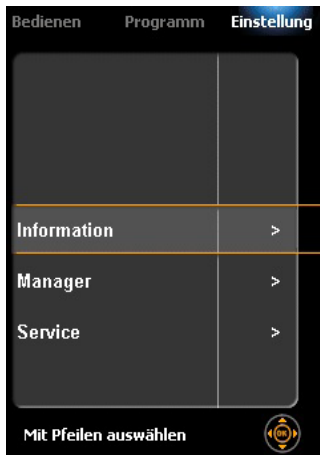 Bedienen Programm Einstellung
Information >
Manager >
Service >
Mit Pfeilen auswählen OK